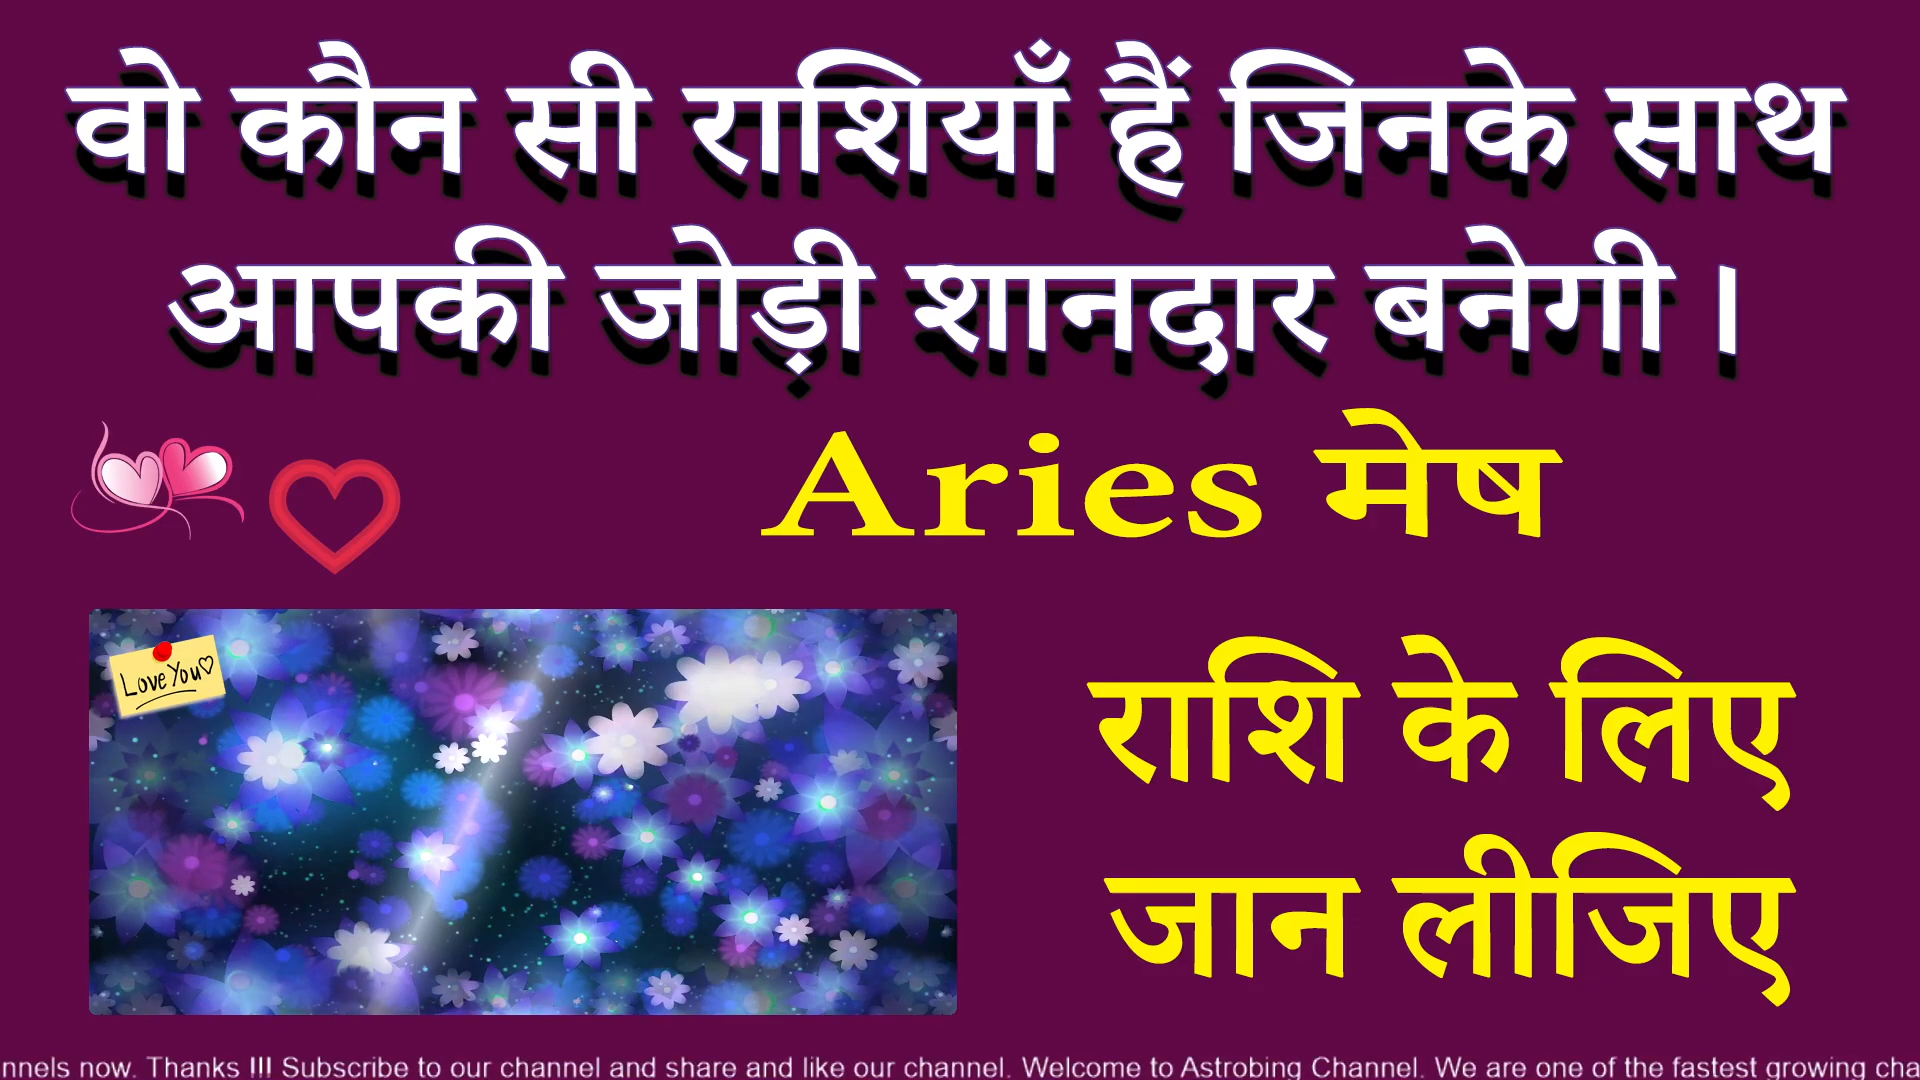 वो कौन सी राशियाँ हैं जिनके साथ
आपकी जोड़ी शानदार बनेगी ।
Aries मेष
Love You♡
राशि के लिए
जान लीजिए
nnels now. Thanks !!! Subscribe to our channel and share and like our channel. Welcome to Astrobing Channel. We are one of the fastest growing cha